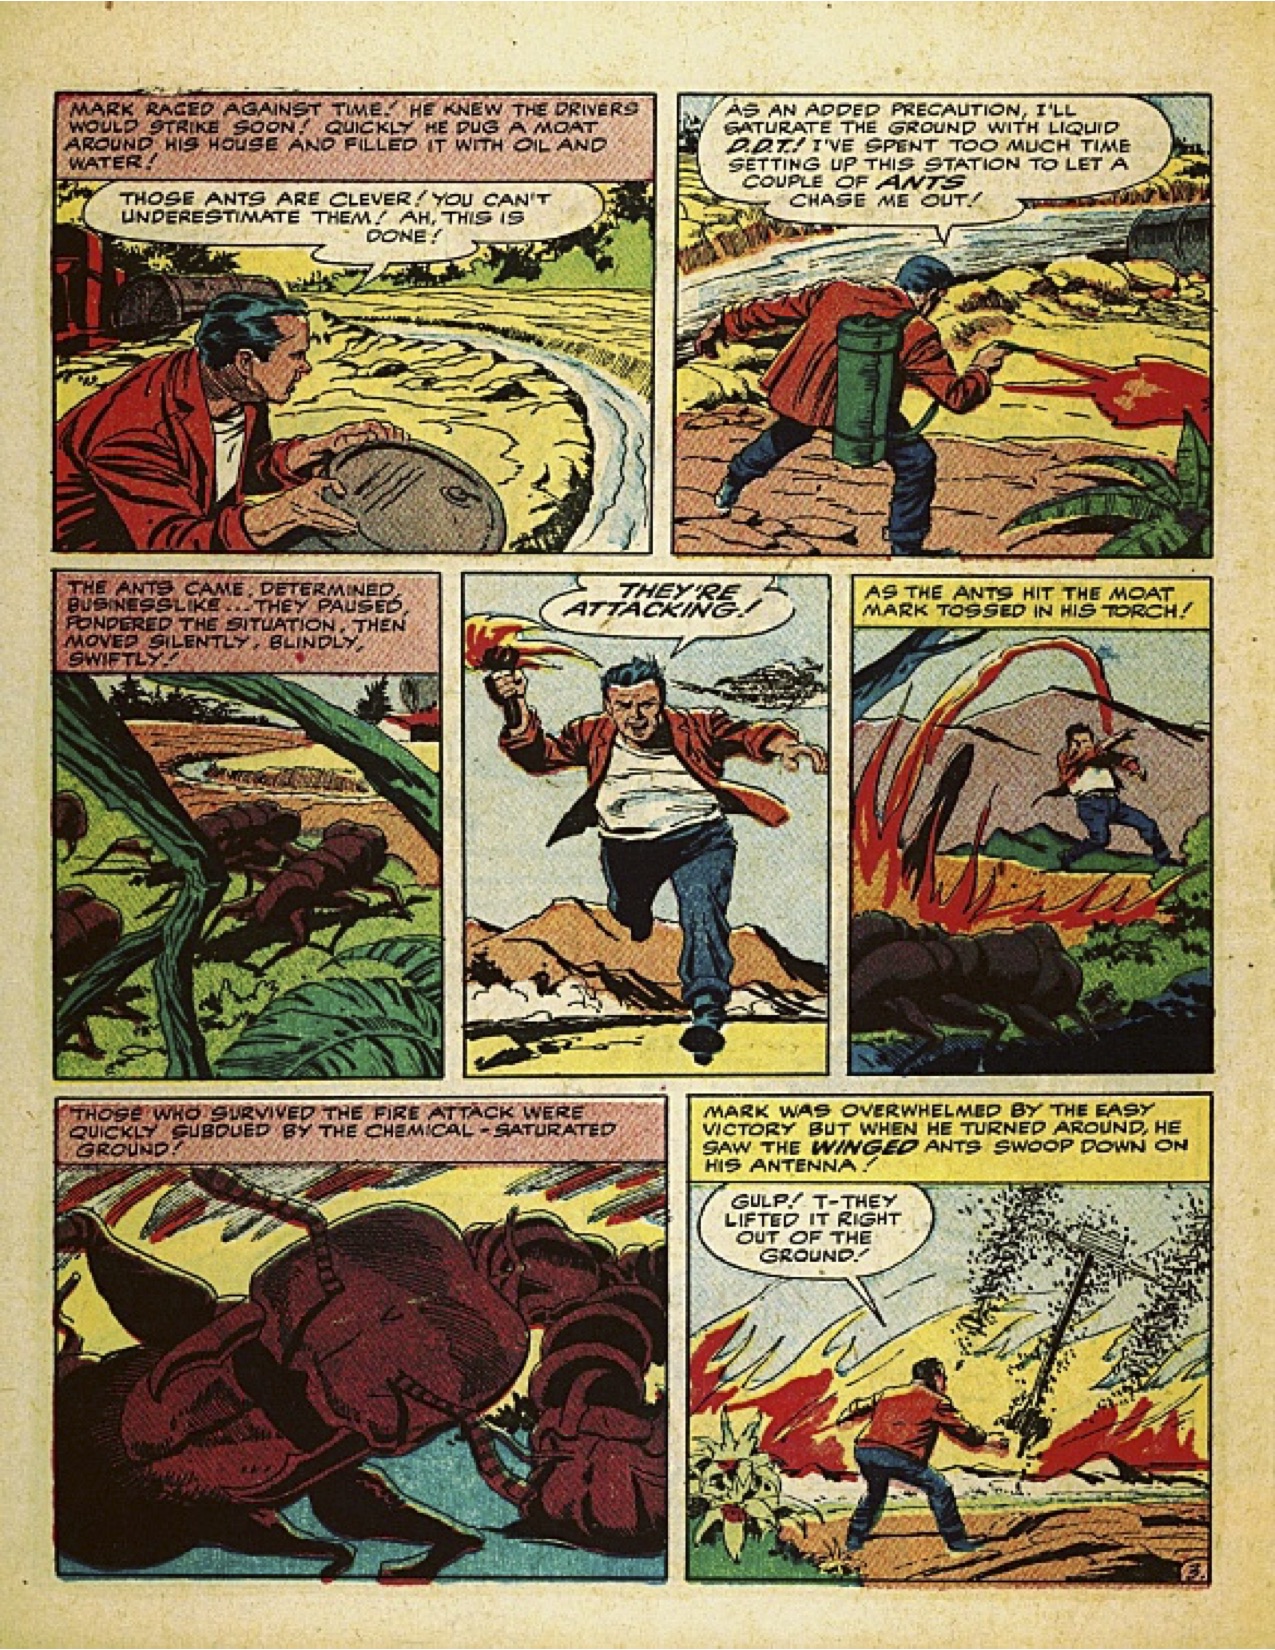 MARK RACED AGAINST TIME! HE KNEW THE DRIVERS
WOULD STRIKE SOON! QUICKLY HE DUG A MOAT
AROUND HIS HOUSE AND FILLED IT WITH OIL AND
WATER!
THOSE ANTS ARE CLEVER! YOU CAN'T
UNDERESTIMATE THEM! AH, THIS IS
DONE!
AS AN ADDED PRECAUTION, I'LL
SATURATE THE GROUND WITH LIQUID
D.D.T.! I'VE SPENT TOO MUCH TIME
SETTING UP THIS STATION TO LET A
COUPLE OF ANTS
CHASE ME OUT!
THE ANTS CAME, DETERMINED,
BUSINESSLIKE... THEY PAUSED,
PONDERED THE SITUATION, THEN
MOVED SILENTLY, BLINDLY,
SWIFTLY!
THEY'RE
ATTACKING!
AS THE ANTS HIT THE MOAT
MARK TOSSED IN HIS TORCH!
THOSE WHO SURVIVED THE FIRE ATTACK WERE
QUICKLY SUBDUED BY THE CHEMICAL-SATURATED
GROUND!
MARK WAS OVERWHELMED BY THE EASY
VICTORY BUT WHEN HE TURNED AROUND, HE
SAW THE WINGED ANTS SWOOP DOWN ON
HIS ANTENNA!
GULP! T-THEY
LIFTED IT RIGHT
OUT OF THE
GROUND!
3.